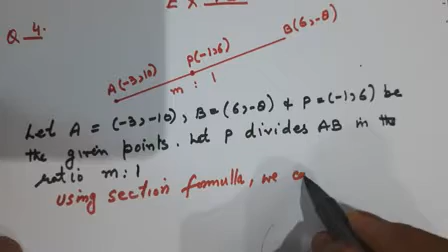 Q 4.
A(-3,10)
P(-1,6)
B(6,-8)
m : 1
Let A = (-3,-10), B = (6,-8) & P = (-1,6) be
the given points. Let P divides AB in the
ratio m:1
Using section formulla, we